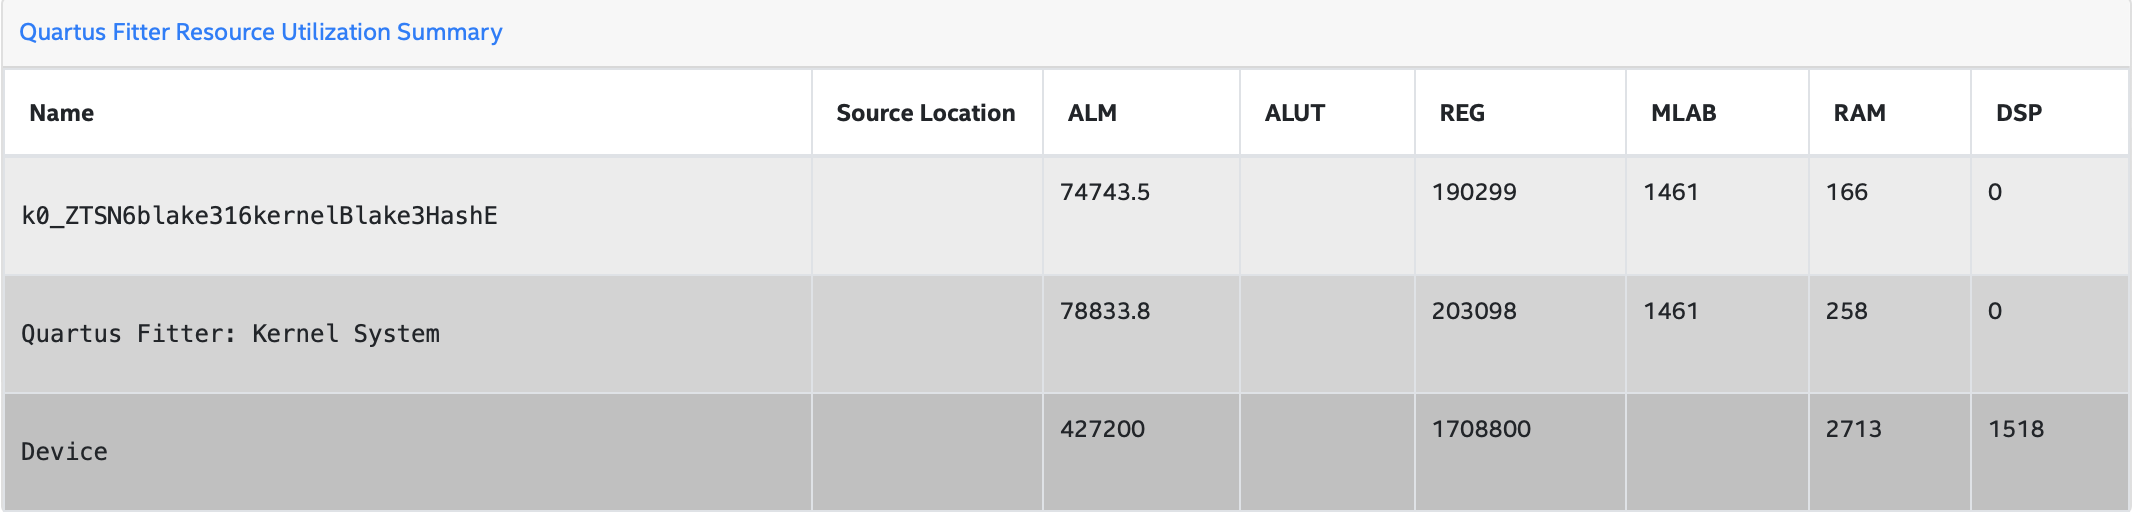 Quartus Fitter Resource Utilization Summary
Name Source Location ALM ALUT REG MLAB RAM DSP
k0_ZTSN6blake316kernelBlake3HashE 74743.5 190299 1461 166 0
Quartus Fitter: Kernel System 78833.8 203098 1461 258 0
Device 427200 1708800 2713 1518